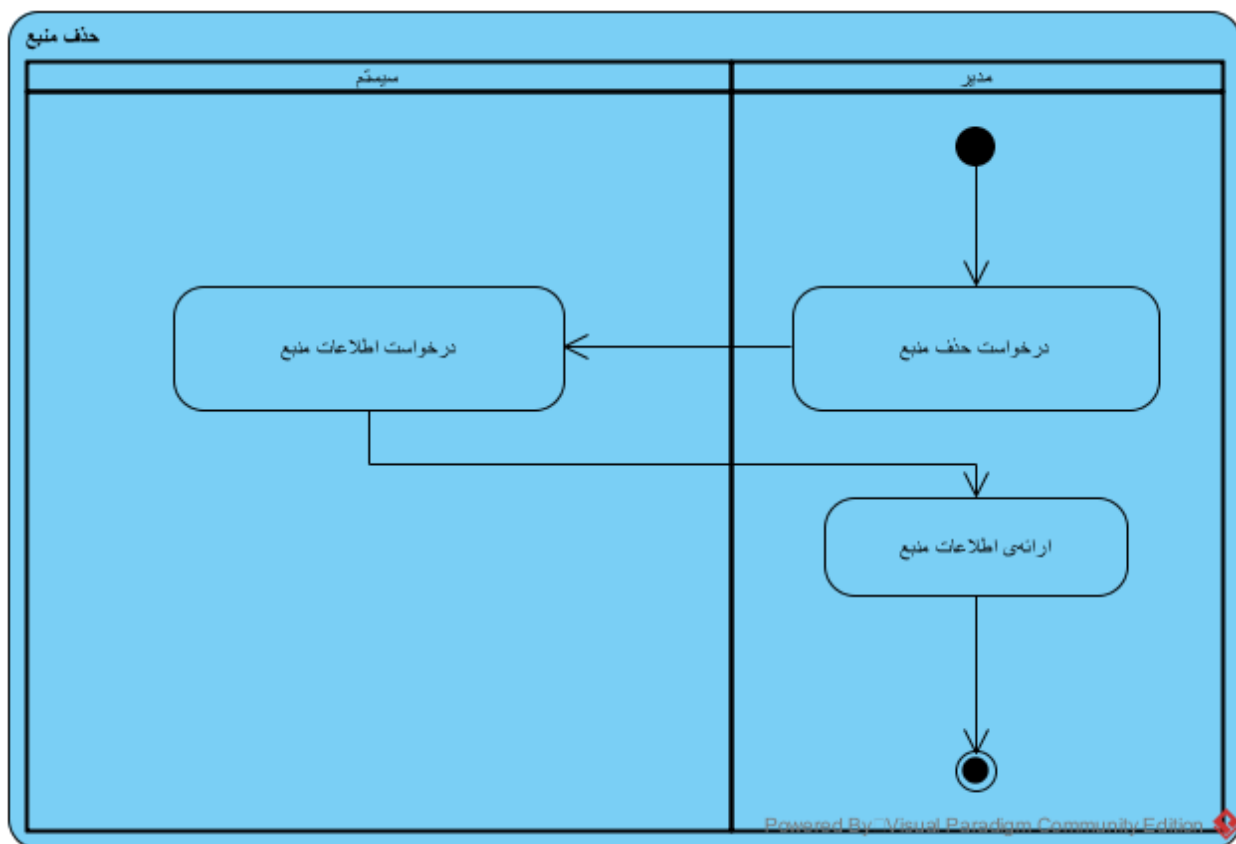 حذف منبع
مدیر
سیستم
درخواست حذف منبع
درخواست اطلاعات منبع
ارائه‌ی اطلاعات منبع
Powered By Visual Paradigm Community Edition